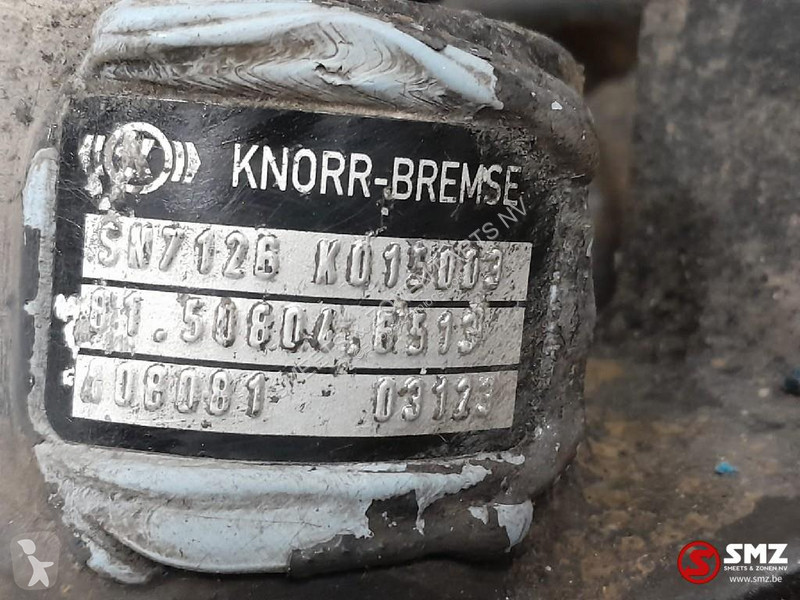 KNORR-BREMSE
SN7126 K015003
81.50804.6513
408081 03123
SMZ
SMEETS & ZONEN NV
www.smz.be